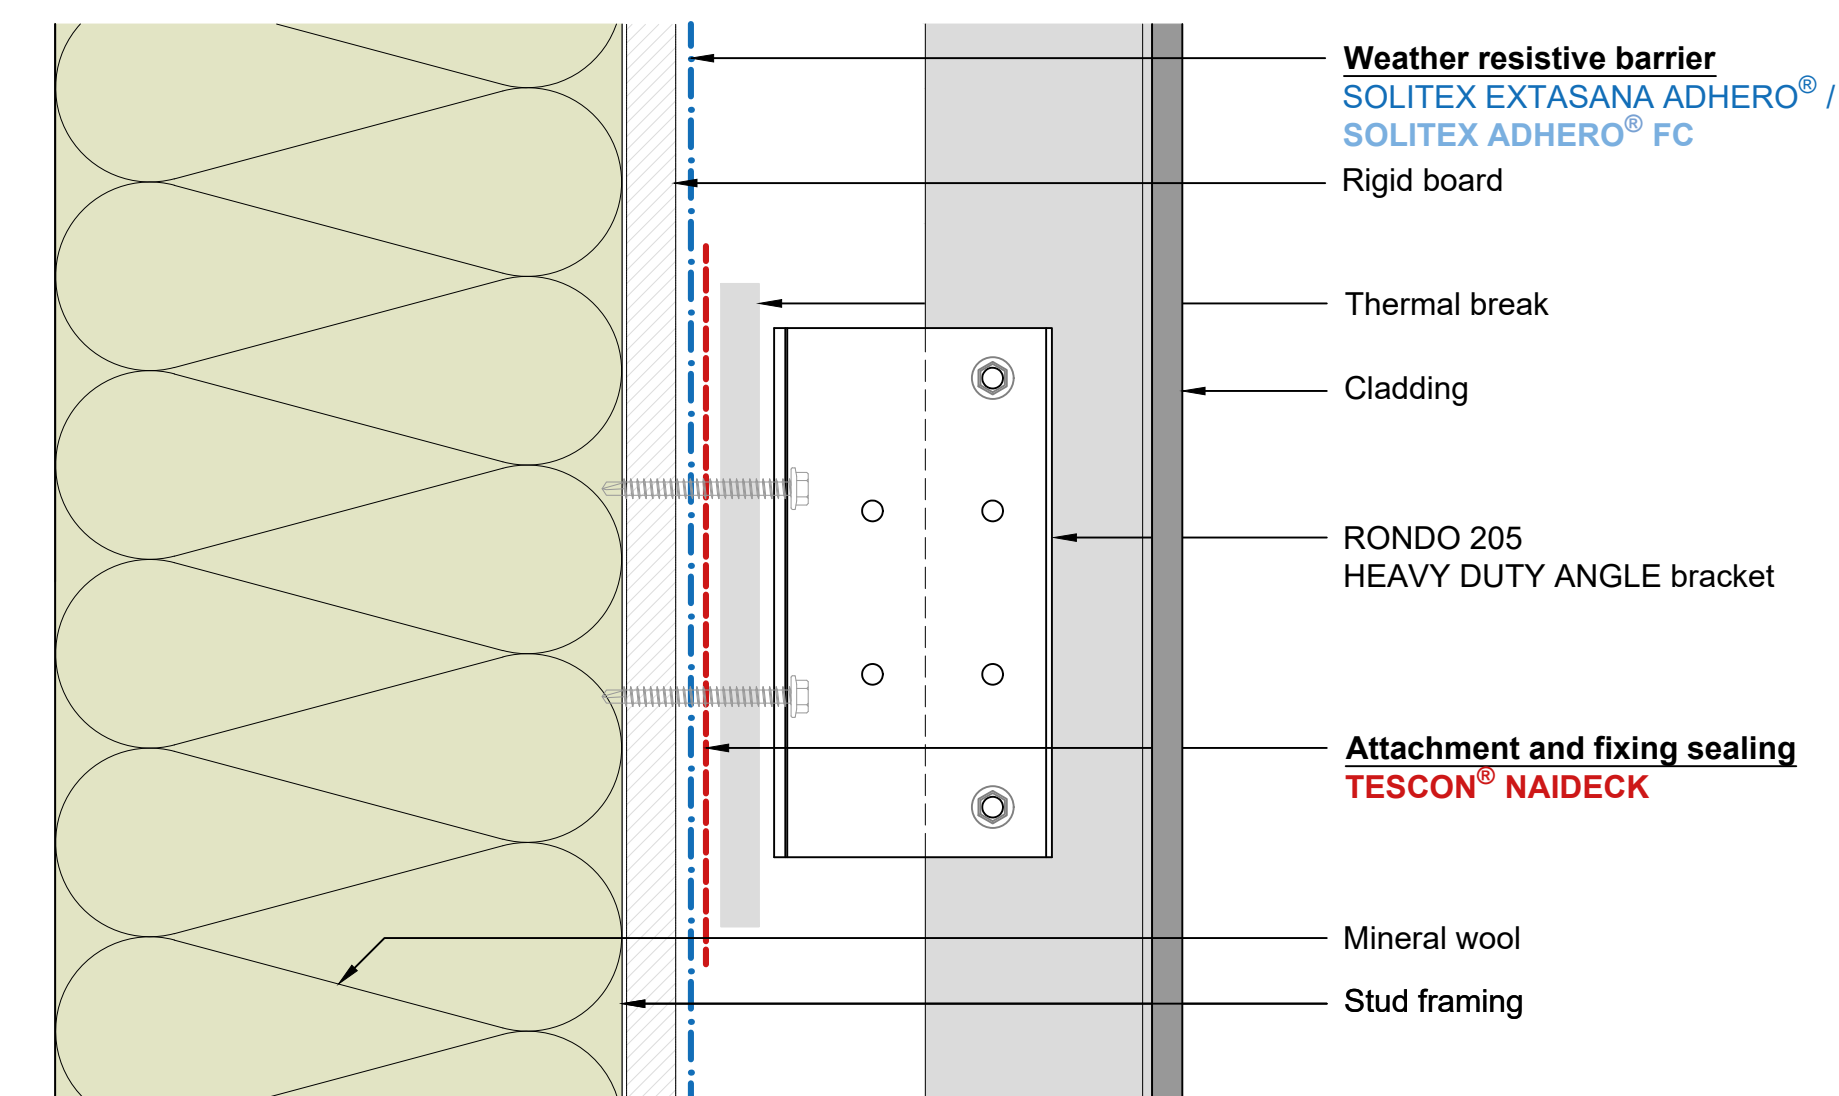 Weather resistive barrier
SOLITEX EXTASANA ADHERO® /
SOLITEX ADHERO® FC
Rigid board
Thermal break
Cladding
RONDO 205
HEAVY DUTY ANGLE bracket
Attachment and fixing sealing
TESCON® NAIDECK
Mineral wool
Stud framing